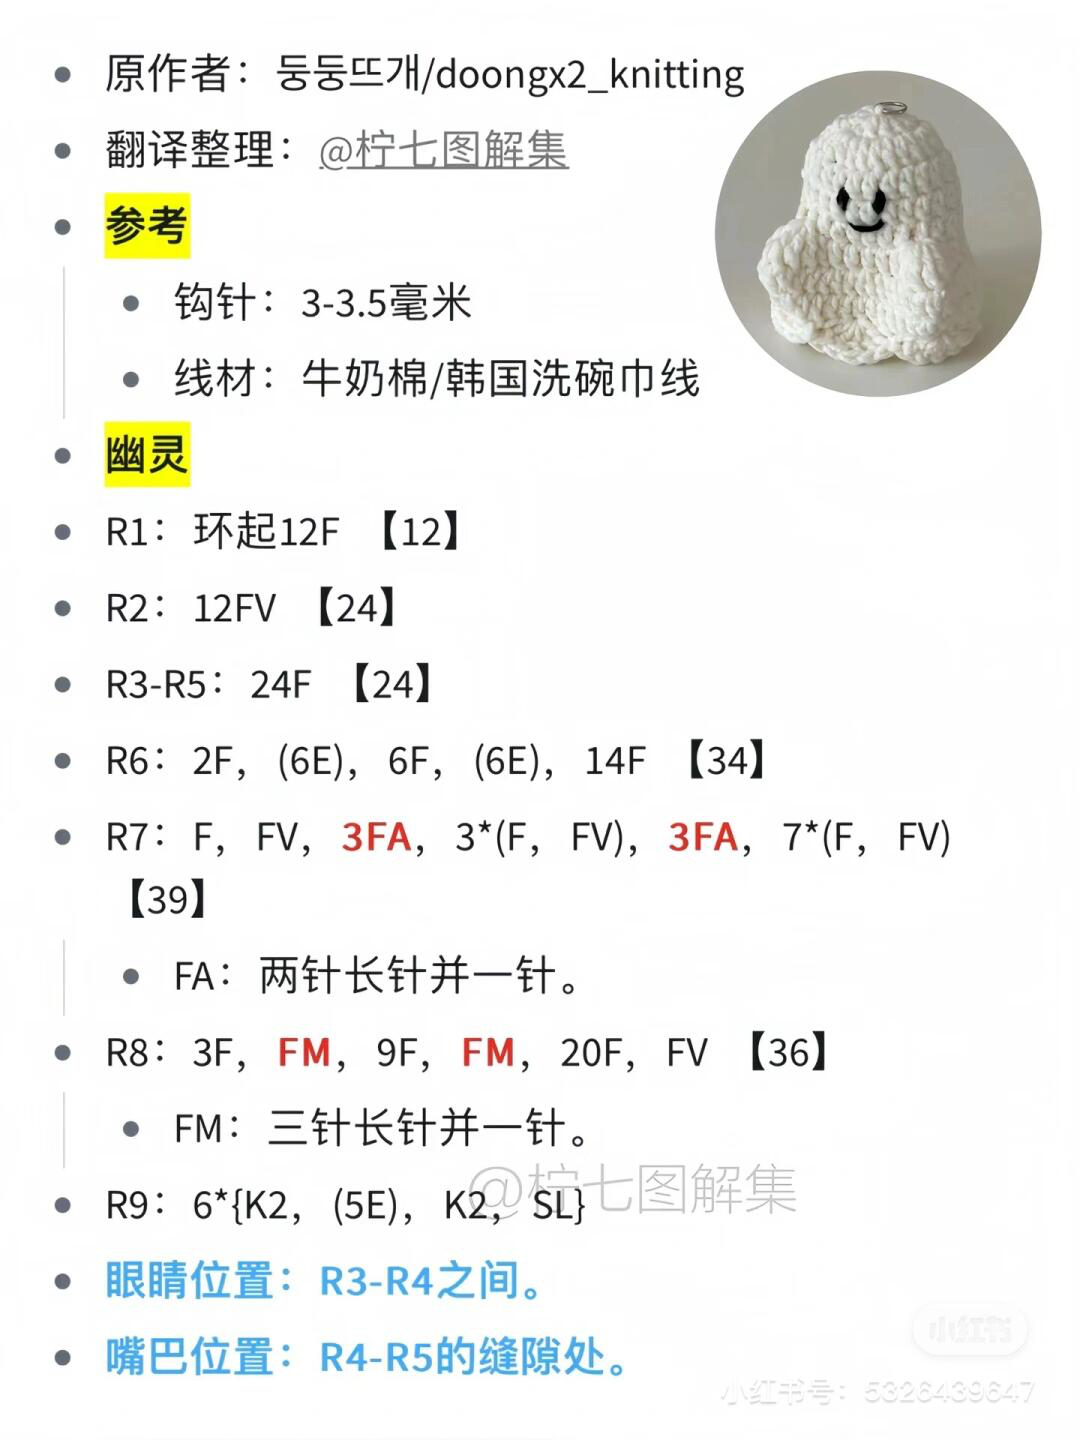 原作者：둥둥뜨개/doongx2_knitting
翻译整理：@柠七图解集
参考
钩针：3-3.5毫米
线材：牛奶棉/韩国洗碗巾线
幽灵
R1：环起12F 【12】
R2：12FV 【24】
R3-R5：24F 【24】
R6：2F，(6E)，6F，(6E)，14F 【34】
R7：F，FV，3FA，3*(F，FV)，3FA，7*(F，FV)
【39】
FA：两针长针并一针。
R8：3F，FM，9F，FM，20F，FV 【36】
FM：三针长针并一针。
@柠七图解集
R9：6*{K2，(5E)，K2，SL}
眼睛位置：R3-R4之间。
嘴巴位置：R4-R5的缝隙处。
小红书
小红书号：5326439647